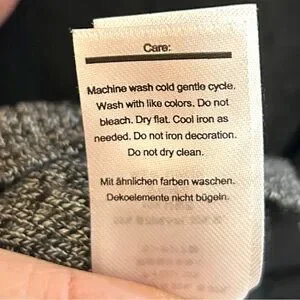 Care:
Machine wash cold gentle cycle.
Wash with like colors. Do not
bleach. Dry flat. Cool iron as
needed. Do not iron decoration.
Do not dry clean.
Mit ähnlichen farben waschen.
Dekoelemente nicht bügeln.